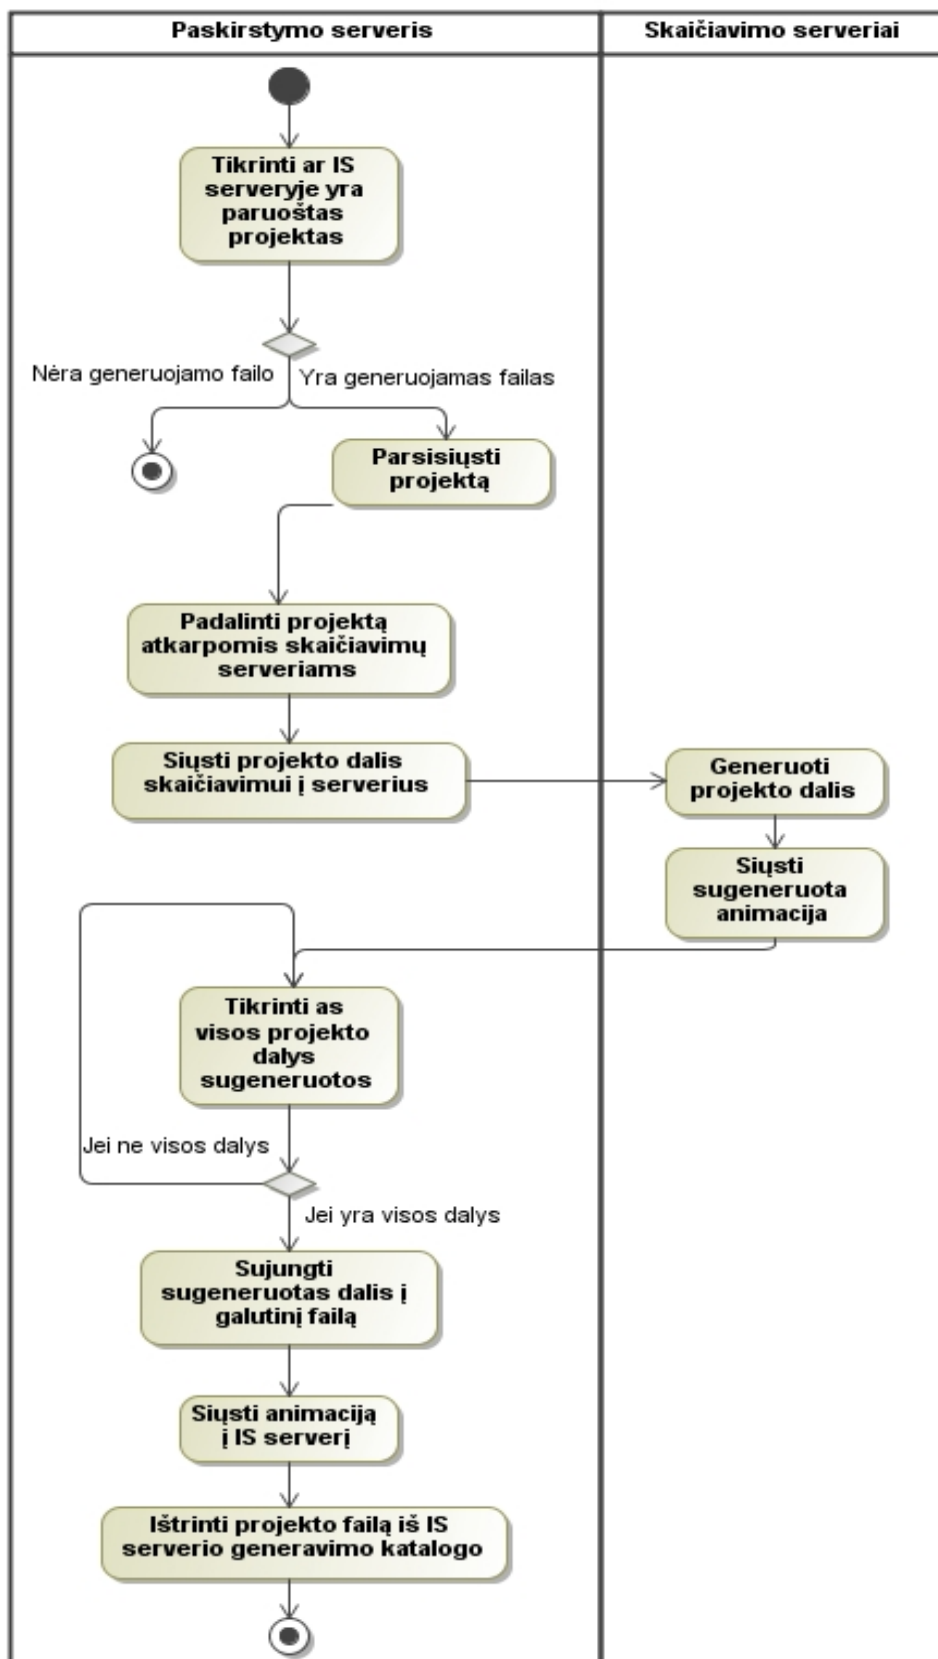 Paskirstymo serveris
Skaičiavimo serveriai
Tikrinti ar IS
serveryje yra
paruoštas
projektas
Nėra generuojamo failo
Yra generuojamas failas
Parsisiųsti
projektą
Padalinti projektą
atkarpomis skaičiavimų
serveriams
Siųsti projekto dalis
skaičiavimui į serverius
Generuoti
projekto dalis
Siųsti
sugeneruota
animacija
Tikrinti as
visos projekto
dalys
sugeneruotos
Jei ne visos dalys
Jei yra visos dalys
Sujungti
sugeneruotas dalis į
galutinį failą
Siųsti animaciją
į IS serverį
Ištrinti projekto failą iš IS
serverio generavimo katalogo